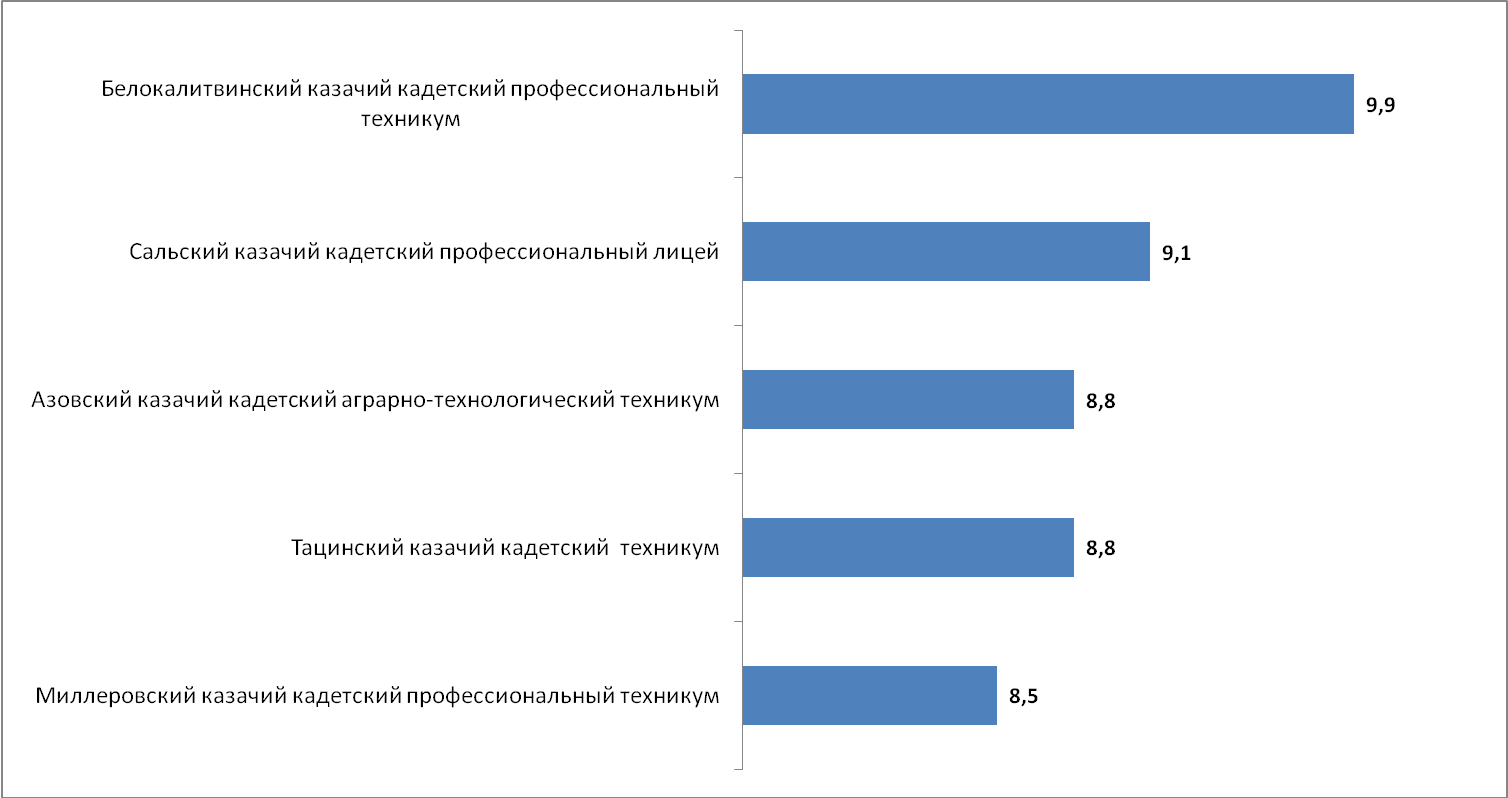 Белокалитвинский казачий кадетский профессиональный
техникум
9,9
Сальский казачий кадетский профессиональный лицей
9,1
Азовский казачий кадетский аграрно-технологический техникум
8,8
Тацинский казачий кадетский  техникум
8,8
Миллеровский казачий кадетский профессиональный техникум
8,5